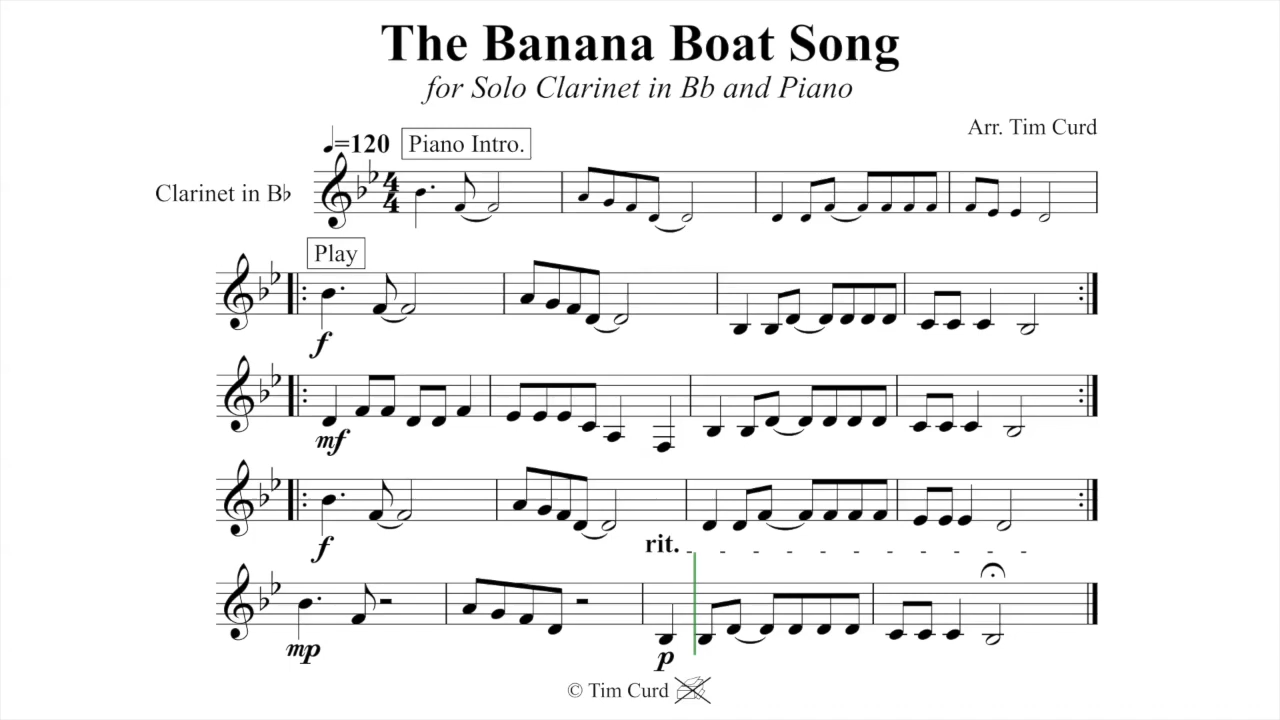 The Banana Boat Song
for Solo Clarinet in Bb and Piano
Arr. Tim Curd
♩=120 Piano Intro.
Clarinet in B♭
Play
f
mf
f
rit.
mp
p
© Tim Curd